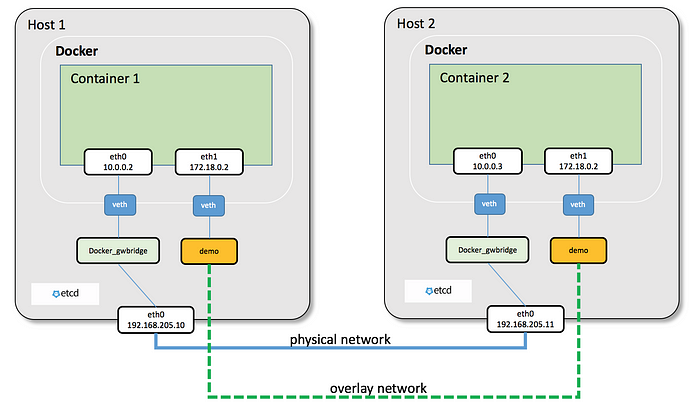 Host 1
Docker
Container 1
eth0
10.0.0.2
eth1
172.18.0.2
veth
veth
Docker_gwbridge
demo
etcd
eth0
192.168.205.10
Host 2
Docker
Container 2
eth0
10.0.0.3
eth1
172.18.0.2
veth
veth
Docker_gwbridge
demo
etcd
eth0
192.168.205.11
physical network
overlay network